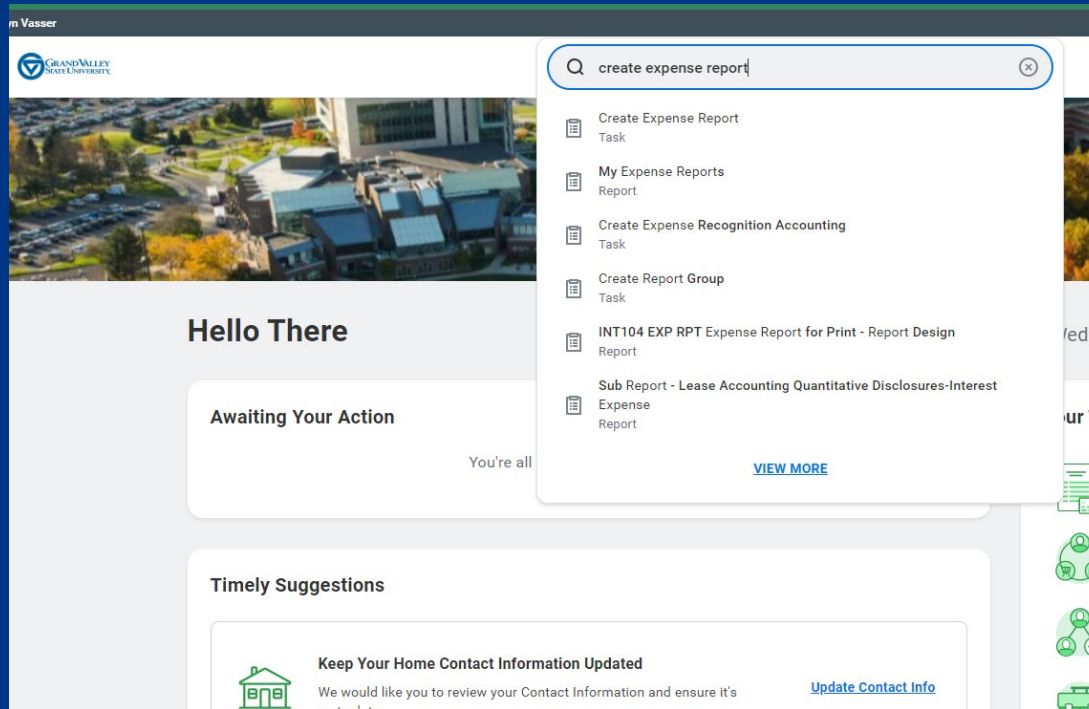 yn Vasser
GRAND VALLEY
STATE UNIVERSITY
create expense report
Create Expense Report
Task
My Expense Reports
Report
Create Expense Recognition Accounting
Task
Create Report Group
Task
INT104 EXP RPT Expense Report for Print - Report Design
Report
Sub Report - Lease Accounting Quantitative Disclosures-Interest
Expense
Report
VIEW MORE
Hello There
Awaiting Your Action
You're all
Timely Suggestions
Keep Your Home Contact Information Updated
We would like you to review your Contact Information and ensure it's
Update Contact Info